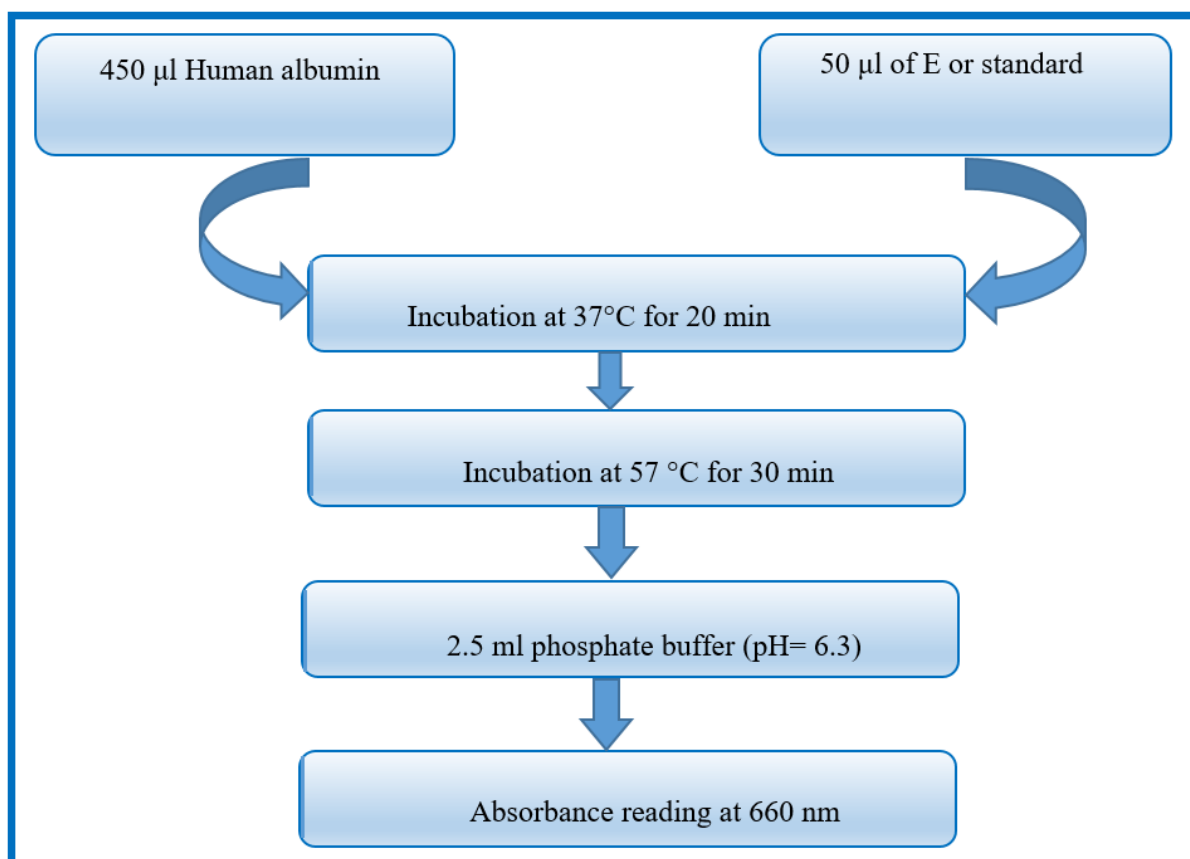 450 µl Human albumin
50 µl of E or standard
Incubation at 37°C for 20 min
Incubation at 57 °C for 30 min
2.5 ml phosphate buffer (pH= 6.3)
Absorbance reading at 660 nm